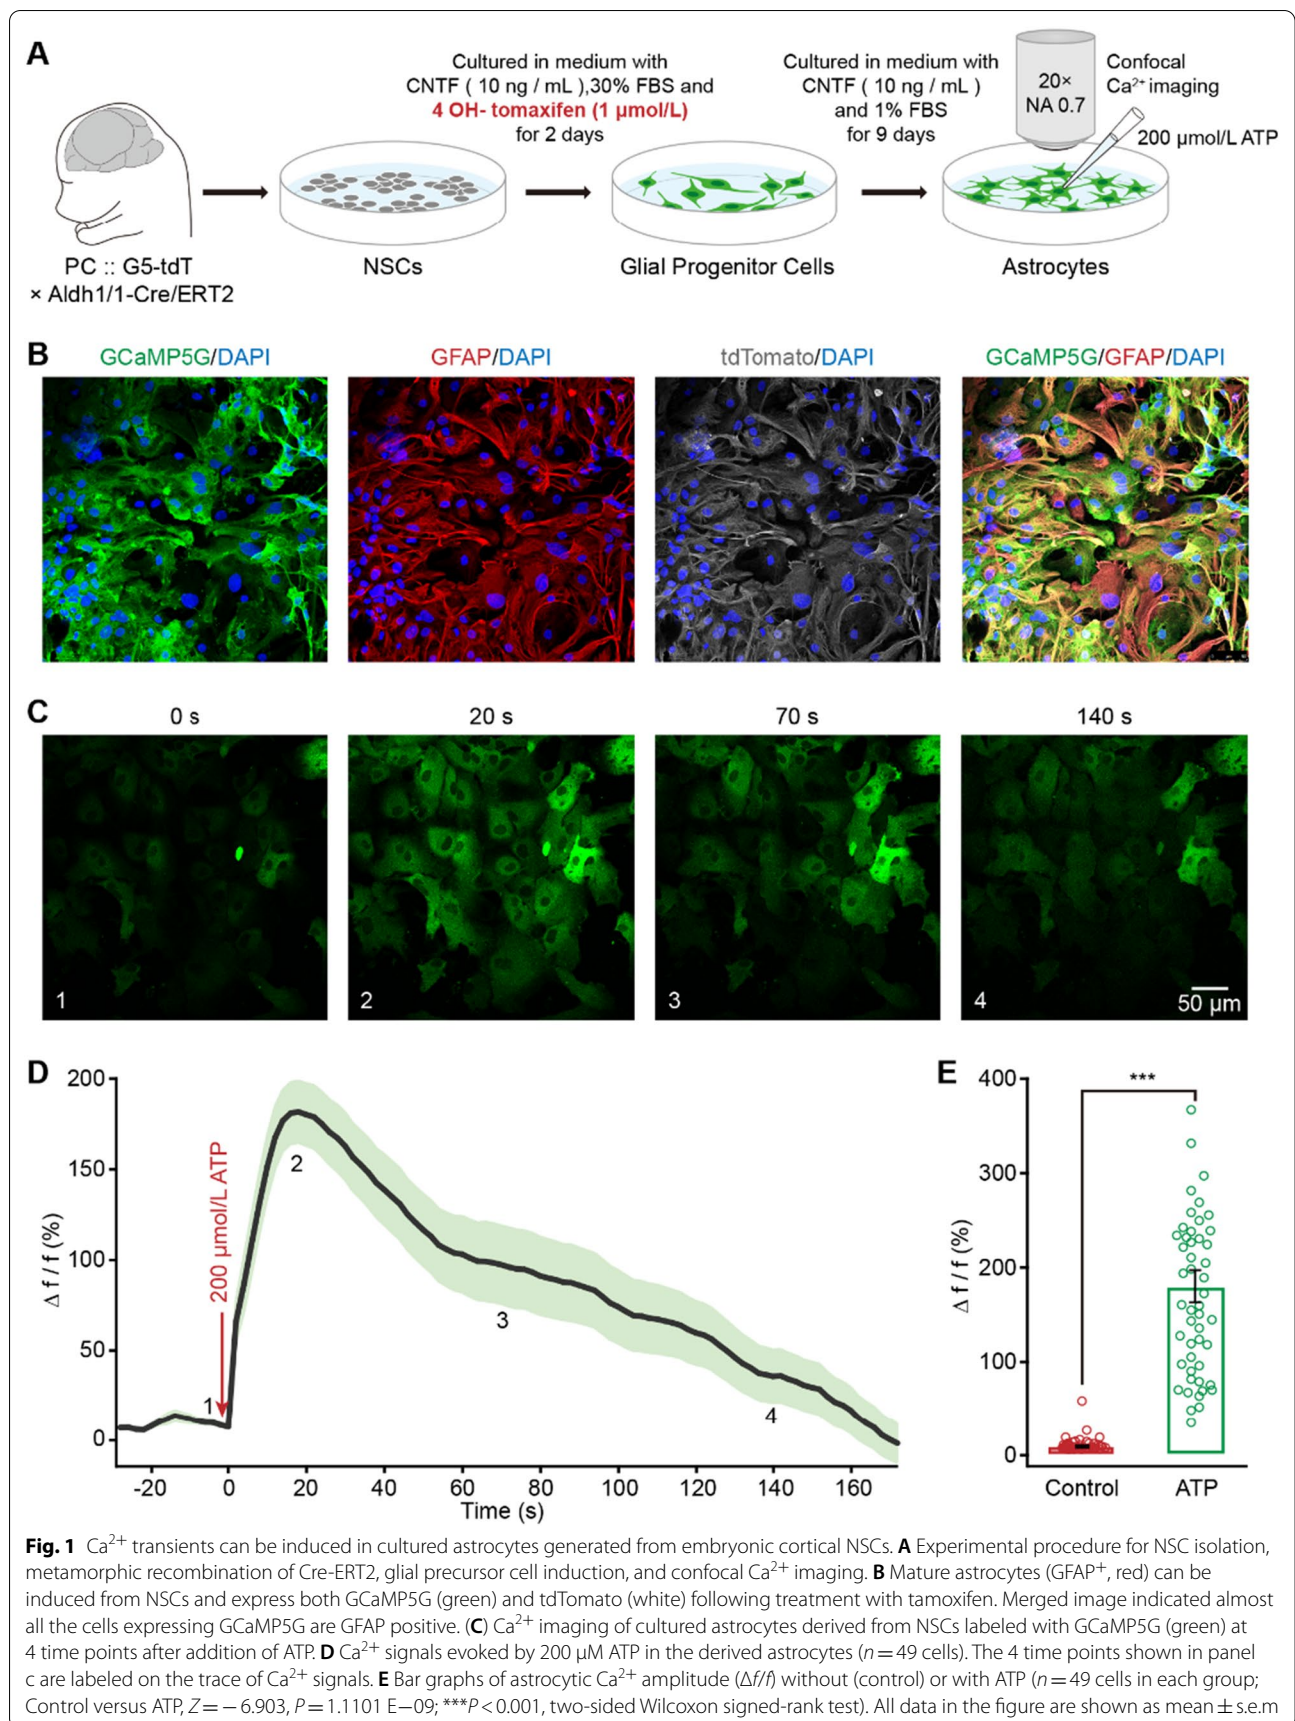 A
Cultured in medium with
CNTF ( 10 ng / mL ),30% FBS and
4 OH- tomaxifen (1 µmol/L)
for 2 days
Cultured in medium with
CNTF ( 10 ng / mL )
and 1% FBS
for 9 days
20×
NA 0.7
Confocal
Ca²⁺ imaging
200 µmol/L ATP
PC :: G5-tdT
× Aldh1/1-Cre/ERT2
NSCs
Glial Progenitor Cells
Astrocytes
B
GCaMP5G/DAPI
GFAP/DAPI
tdTomato/DAPI
GCaMP5G/GFAP/DAPI
C
0 s
20 s
70 s
140 s
1
2
3
4
50 µm
D
Δ f / f (%)
200
150
100
50
0
200 µmol/L ATP
1
2
3
4
-20
0
20
40
60
80
100
120
140
160
Time (s)
E
Δ f / f (%)
400
300
200
100
0
***
Control
ATP
Fig. 1 Ca²⁺ transients can be induced in cultured astrocytes generated from embryonic cortical NSCs. A Experimental procedure for NSC isolation,
metamorphic recombination of Cre-ERT2, glial precursor cell induction, and confocal Ca²⁺ imaging. B Mature astrocytes (GFAP⁺, red) can be
induced from NSCs and express both GCaMP5G (green) and tdTomato (white) following treatment with tamoxifen. Merged image indicated almost
all the cells expressing GCaMP5G are GFAP positive. (C) Ca²⁺ imaging of cultured astrocytes derived from NSCs labeled with GCaMP5G (green) at
4 time points after addition of ATP. D Ca²⁺ signals evoked by 200 µM ATP in the derived astrocytes (n = 49 cells). The 4 time points shown in panel
c are labeled on the trace of Ca²⁺ signals. E Bar graphs of astrocytic Ca²⁺ amplitude (Δf/f) without (control) or with ATP (n = 49 cells in each group;
Control versus ATP, Z = − 6.903, P = 1.1101 E−09; ***P < 0.001, two-sided Wilcoxon signed-rank test). All data in the figure are shown as mean ± s.e.m